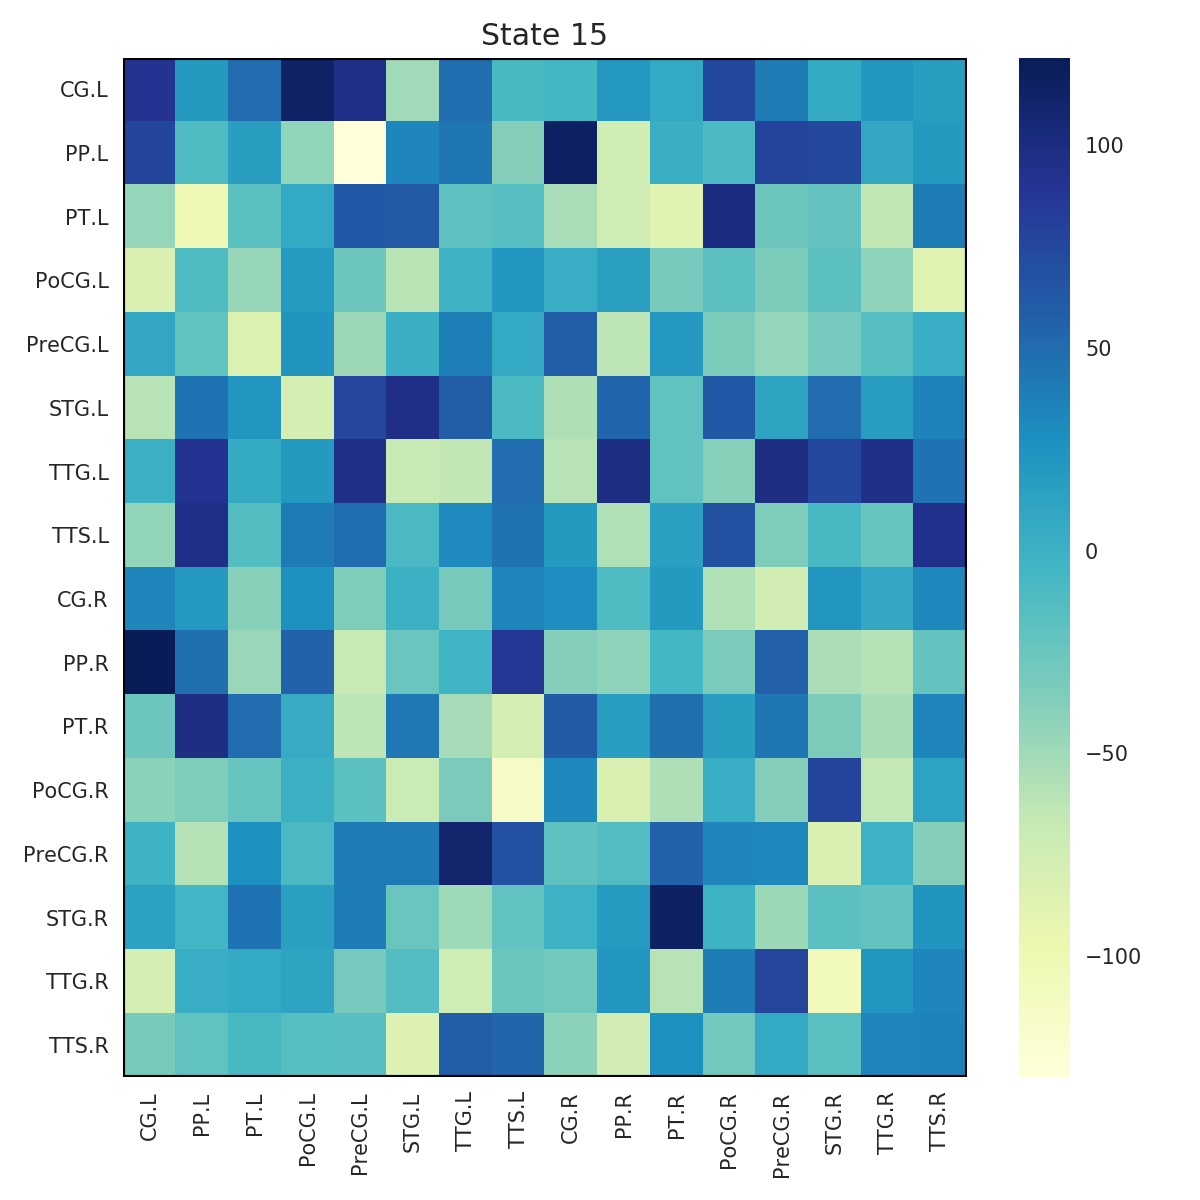 State 15
CG.L
PP.L
PT.L
PoCG.L
PreCG.L
STG.L
TTG.L
TTS.L
CG.R
PP.R
PT.R
PoCG.R
PreCG.R
STG.R
TTG.R
TTS.R
CG.L
PP.L
PT.L
PoCG.L
PreCG.L
STG.L
TTG.L
TTS.L
CG.R
PP.R
PT.R
PoCG.R
PreCG.R
STG.R
TTG.R
TTS.R
100
50
0
−50
−100